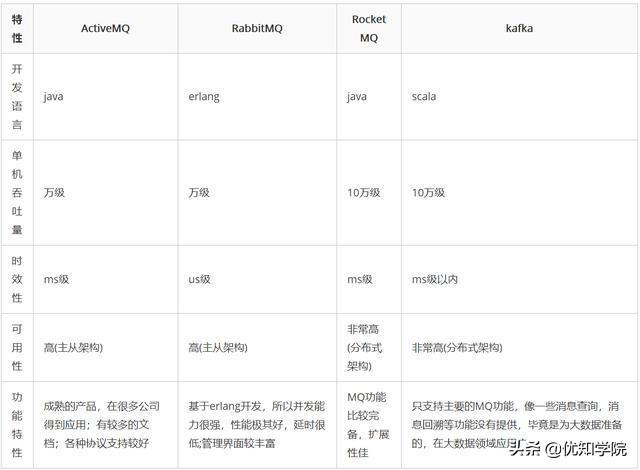 特性 ActiveMQ RabbitMQ Rocket MQ kafka
开发语言 java erlang java scala
单机吞吐量 万级 万级 10万级 10万级
时效性 ms级 us级 ms级 ms级以内
可用性 高(主从架构) 高(主从架构) 非常高(分布式架构) 非常高(分布式架构)
功能特性
成熟的产品，在很多公司
得到应用；有较多的文
档；各种协议支持较好
基于erlang开发，所以并发能
力很强，性能极其好，延时很
低;管理界面较丰富
MQ功能
比较完
备，扩展
性佳
只支持主要的MQ功能，像一些消息查询，消
息回溯等功能没有提供，毕竟是为大数据准备
的，在大数据领域应
头条 @优知学院